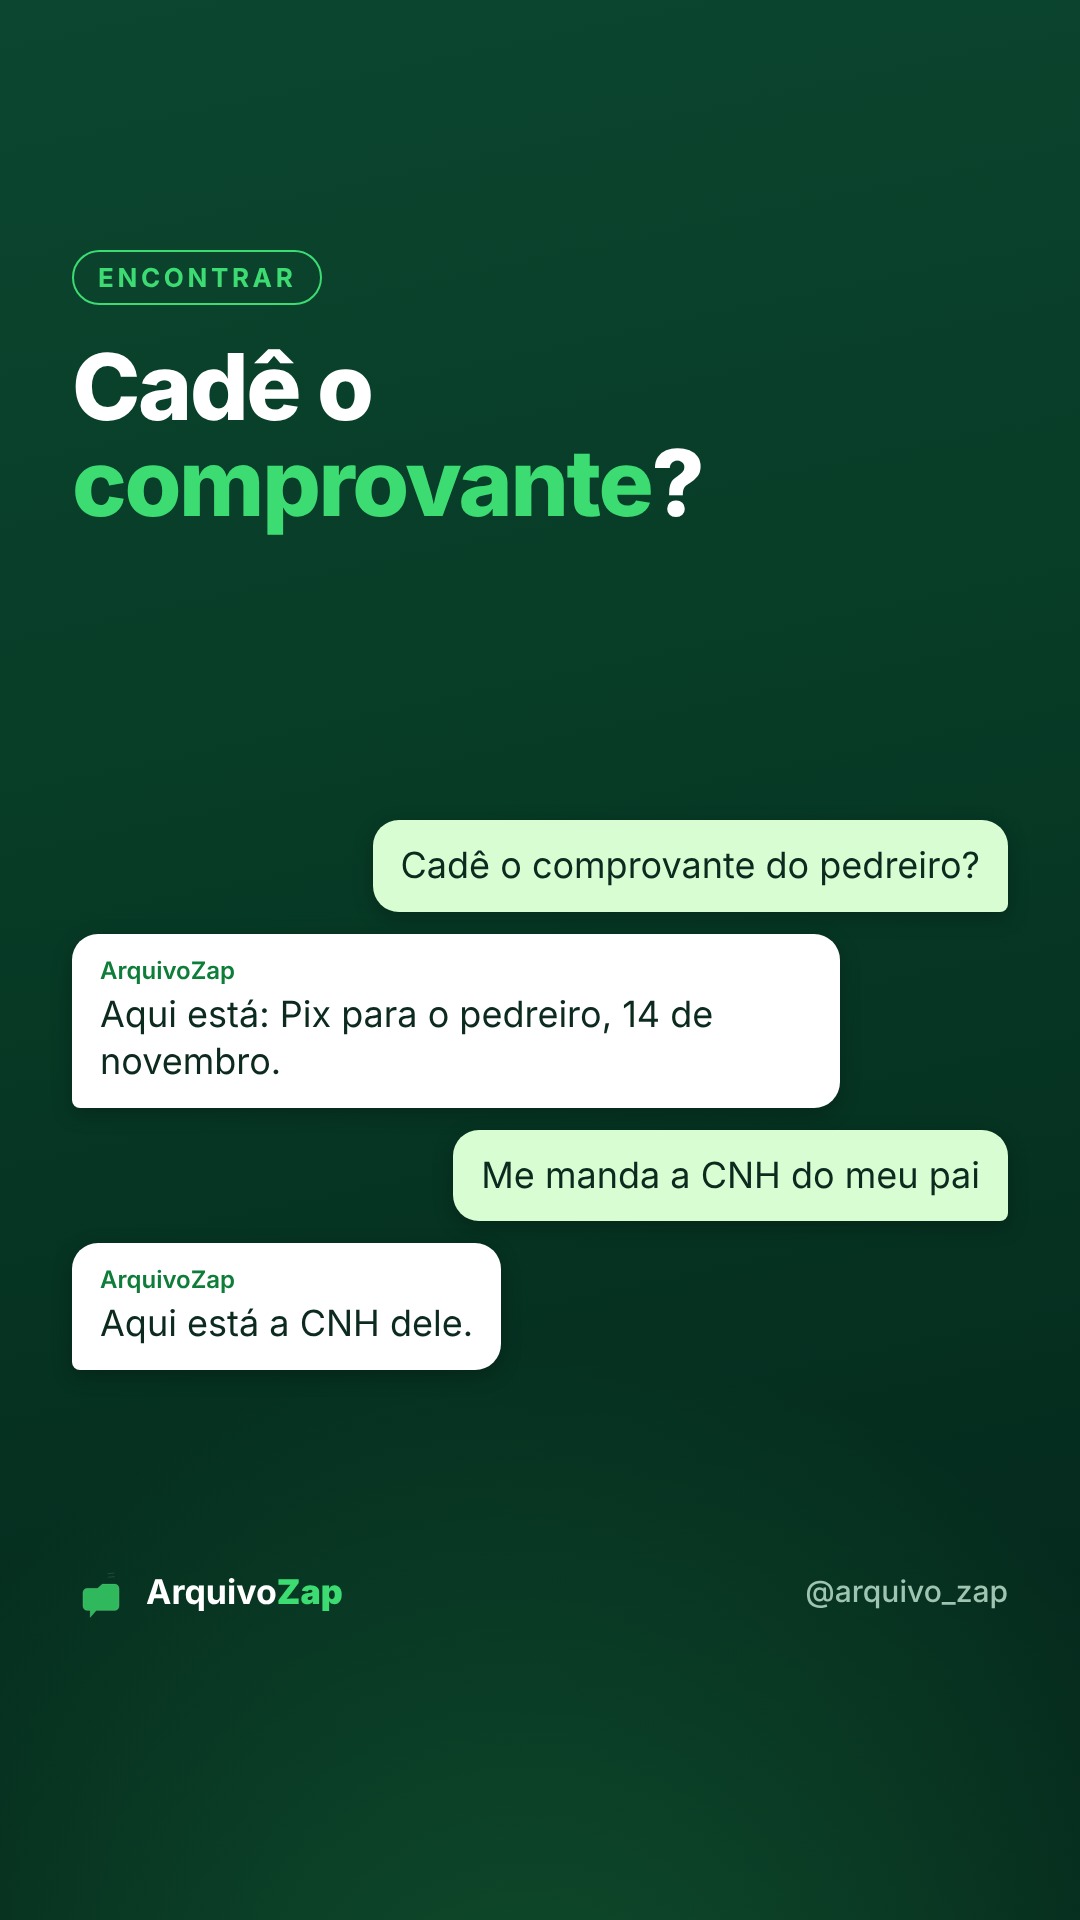 ENCONTRAR
Cadê o
comprovante?
Cadê o comprovante do pedreiro?
ArquivoZap
Aqui está: Pix para o pedreiro, 14 de
novembro.
Me manda a CNH do meu pai
ArquivoZap
Aqui está a CNH dele.
ArquivoZap
@arquivo_zap